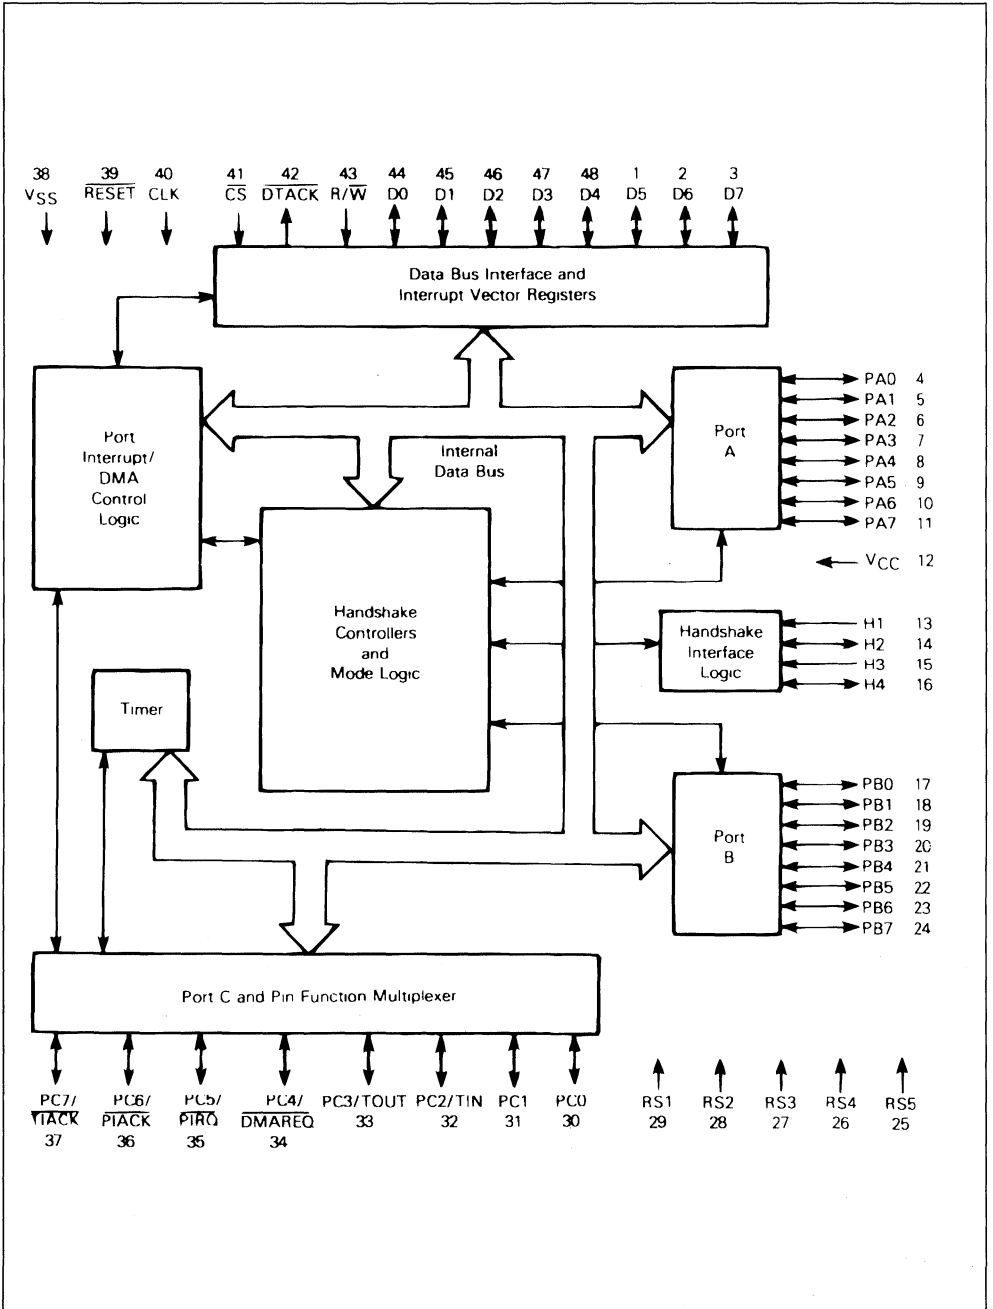 38 39 40 41 42 43 44 45 46 47 48 1 2 3
VSS RESET CLK CS DTACK R/W D0 D1 D2 D3 D4 D5 D6 D7
Data Bus Interface and
Interrupt Vector Registers
Port
Interrupt/
DMA
Control
Logic
Internal
Data Bus
Port
A
PA0 4
PA1 5
PA2 6
PA3 7
PA4 8
PA5 9
PA6 10
PA7 11
VCC 12
Handshake
Controllers
and
Mode Logic
Handshake
Interface
Logic
H1 13
H2 14
H3 15
H4 16
Timer
Port
B
PB0 17
PB1 18
PB2 19
PB3 20
PB4 21
PB5 22
PB6 23
PB7 24
Port C and Pin Function Multiplexer
PC7/ PC6/ PC5/ PC4/ PC3/TOUT PC2/TIN PC1 PC0 RS1 RS2 RS3 RS4 RS5
TIACK PIACK PIRQ DMAREQ 33 32 31 30 29 28 27 26 25
37 36 35 34